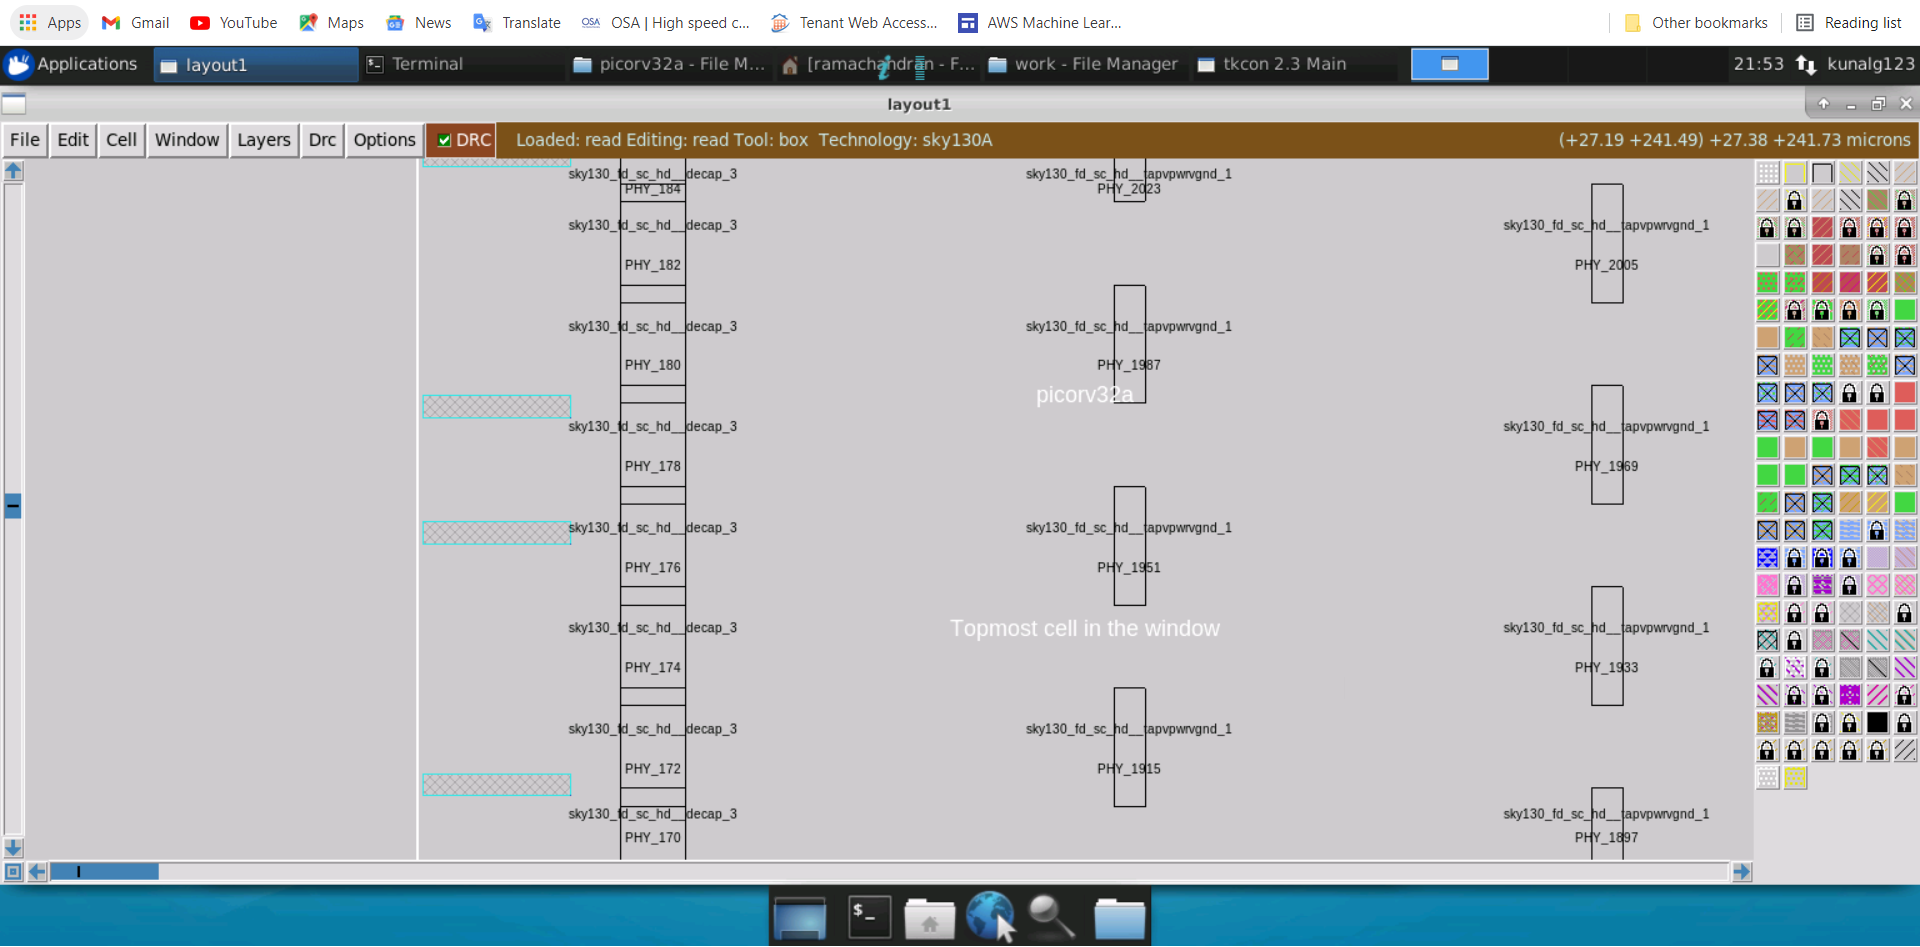 Apps Gmail YouTube Maps News Translate OSA OSA | High speed c... Tenant Web Access... AWS Machine Lear... Other bookmarks Reading list
Applications layout1 Terminal picorv32a - File M... [ramachandran - F... work - File Manager tkcon 2.3 Main 21:53 kunalg123
layout1
File Edit Cell Window Layers Drc Options DRC Loaded: read Editing: read Tool: box Technology: sky130A (+27.19 +241.49) +27.38 +241.73 microns
sky130_fd_sc_hd__decap_3 sky130_fd_sc_hd__tapvpwrvgnd_1
PHY_184 PHY_2023
sky130_fd_sc_hd__decap_3 sky130_fd_sc_hd__tapvpwrvgnd_1
PHY_182 PHY_2005
sky130_fd_sc_hd__decap_3 sky130_fd_sc_hd__tapvpwrvgnd_1
PHY_180 PHY_1987
picorv32a
sky130_fd_sc_hd__decap_3 sky130_fd_sc_hd__tapvpwrvgnd_1
PHY_178 PHY_1969
sky130_fd_sc_hd__decap_3 sky130_fd_sc_hd__tapvpwrvgnd_1
PHY_176 PHY_1951
sky130_fd_sc_hd__decap_3 Topmost cell in the window sky130_fd_sc_hd__tapvpwrvgnd_1
PHY_174 PHY_1933
sky130_fd_sc_hd__decap_3 sky130_fd_sc_hd__tapvpwrvgnd_1
PHY_172 PHY_1915
sky130_fd_sc_hd__decap_3 sky130_fd_sc_hd__tapvpwrvgnd_1
PHY_170 PHY_1897